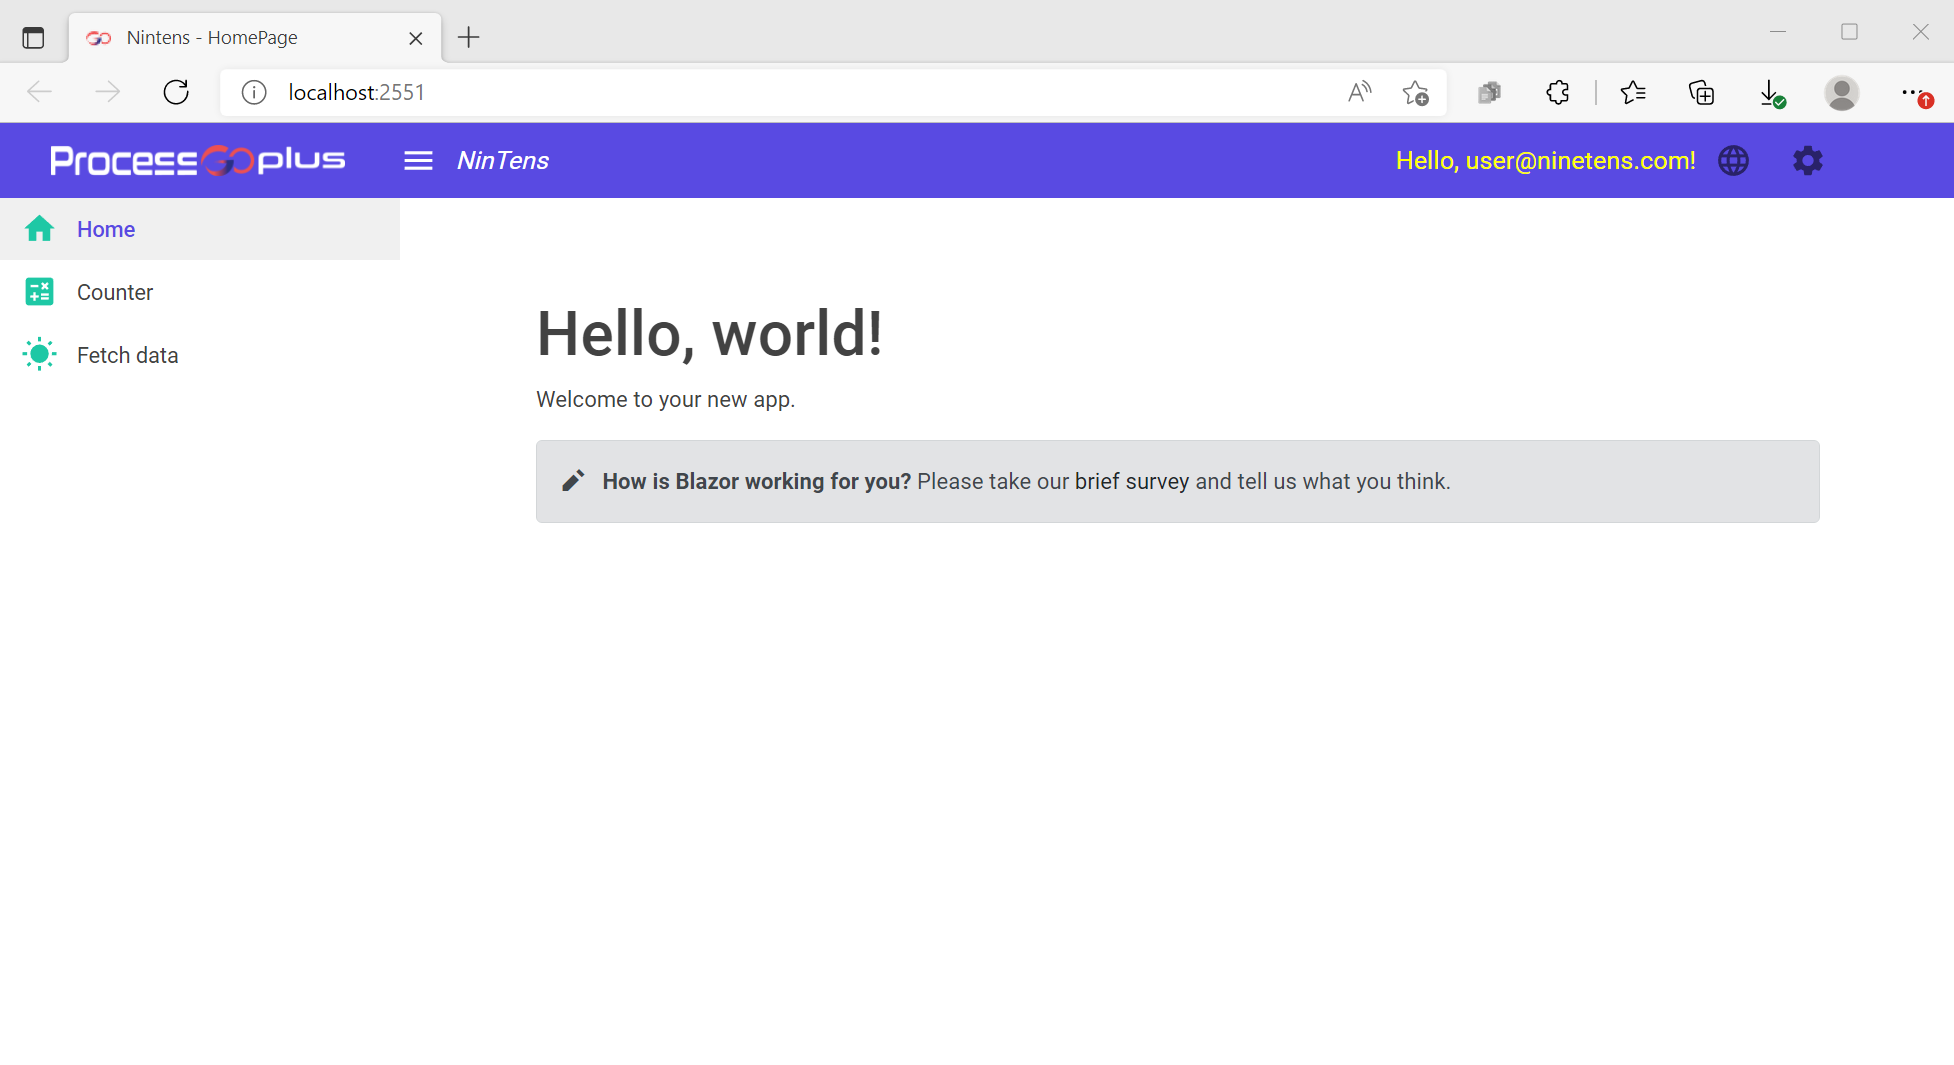 Nintens - HomePage
localhost:2551
ProcessGOplus
NinTens
Hello, user@ninetens.com!
Home
Counter
Fetch data
Hello, world!
Welcome to your new app.
How is Blazor working for you? Please take our brief survey and tell us what you think.